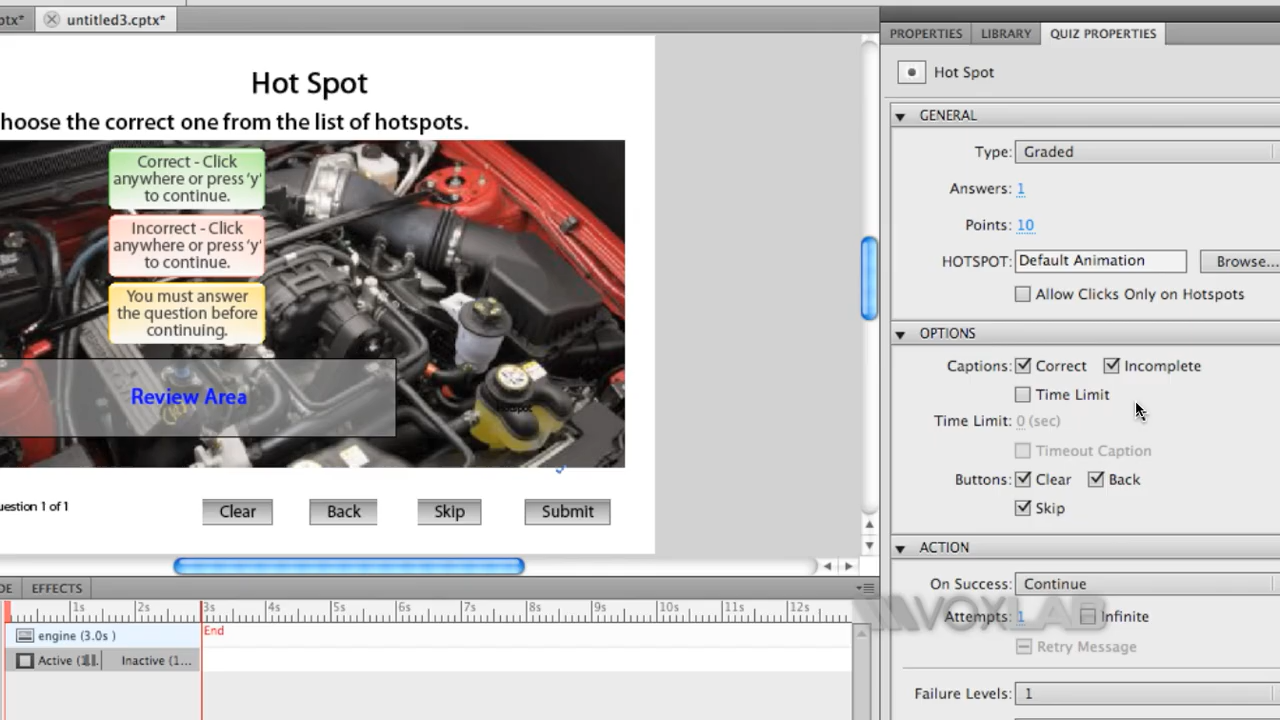 ptx*
untitled3.cptx*
PROPERTIES
LIBRARY
QUIZ PROPERTIES
Hot Spot
Hot Spot
hoose the correct one from the list of hotspots.
Correct - Click
anywhere or press 'y'
to continue.
Incorrect - Click
anywhere or press 'y'
to continue.
You must answer
the question before
continuing.
Review Area
Hotspot
uestion 1 of 1
Clear
Back
Skip
Submit
GENERAL
Type: Graded
Answers: 1
Points: 10
HOTSPOT: Default Animation Browse...
Allow Clicks Only on Hotspots
OPTIONS
Captions: Correct Incomplete
Time Limit
Time Limit: 0 (sec)
Timeout Caption
Buttons: Clear Back
Skip
ACTION
On Success: Continue
Attempts: 1 Infinite
Retry Message
Failure Levels: 1
VOXLAB
DE
EFFECTS
1s 2s 3s 4s 5s 6s 7s 8s 9s 10s 11s 12s
engine (3.0s )
End
Active (1 Inactive (1...